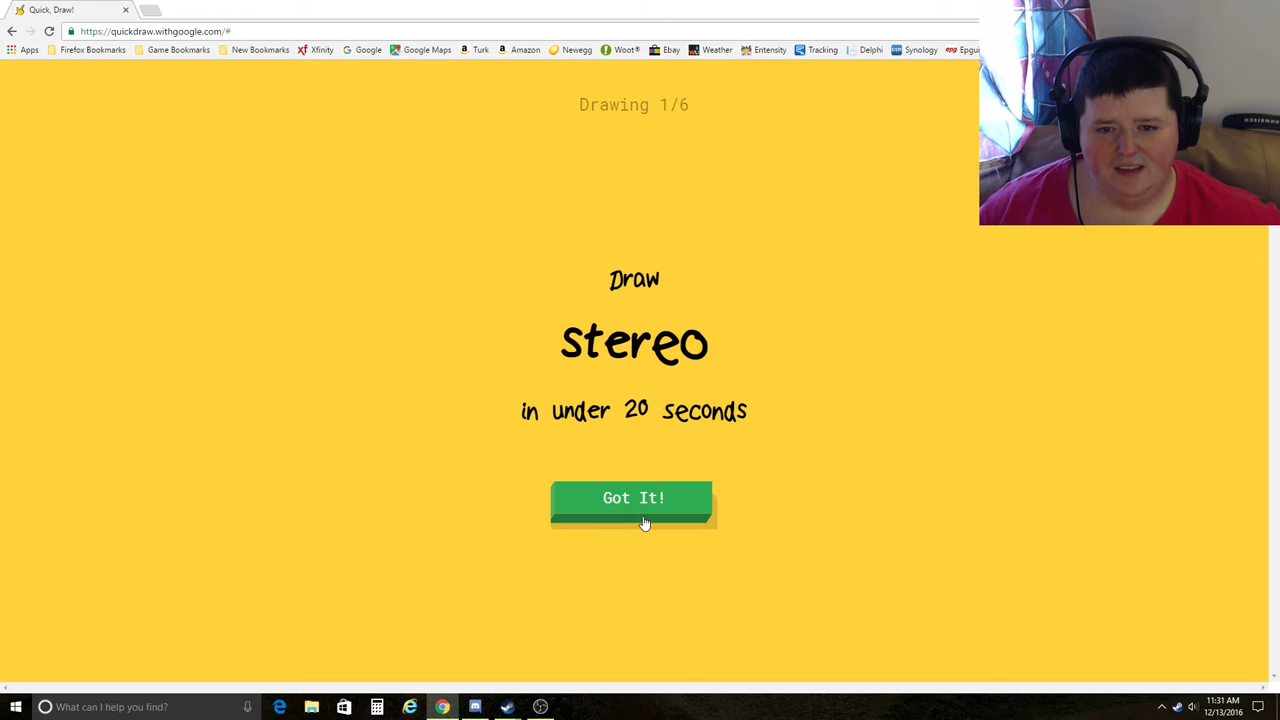 Quick, Draw!
https://quickdraw.withgoogle.com/#
Apps Firefox Bookmarks Game Bookmarks New Bookmarks Xfinity Google Google Maps Turk Amazon Newegg Woot® Ebay Weather Entensity Tracking Delphi Synology Epgui
Drawing 1/6
Draw
stereo
in under 20 seconds
Got It!
What can I help you find?
11:31 AM
12/13/2016